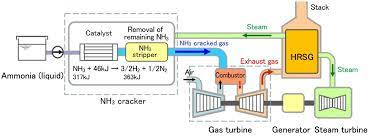 Stack
Catalyst
Removal of
remaining NH₃
Steam
NH₃ cracked gas
NH₃
stripper
HRSG
Combustor
Exhaust gas
Steam
Air
Ammonia (liquid)
NH₃ + 46kJ → 3/2H₂ + 1/2N₂
317kJ
363kJ
NH₃ cracker
Gas turbine
Generator
Steam turbine